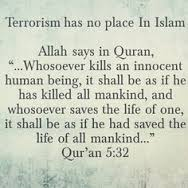 Terrorism has no place In Islam
Allah says in Quran,
“...Whosoever kills an innocent
human being, it shall be as if he
has killed all mankind, and
whosoever saves the life of one,
it shall be as if he had saved the
life of all mankind...”
Qur'an 5:32